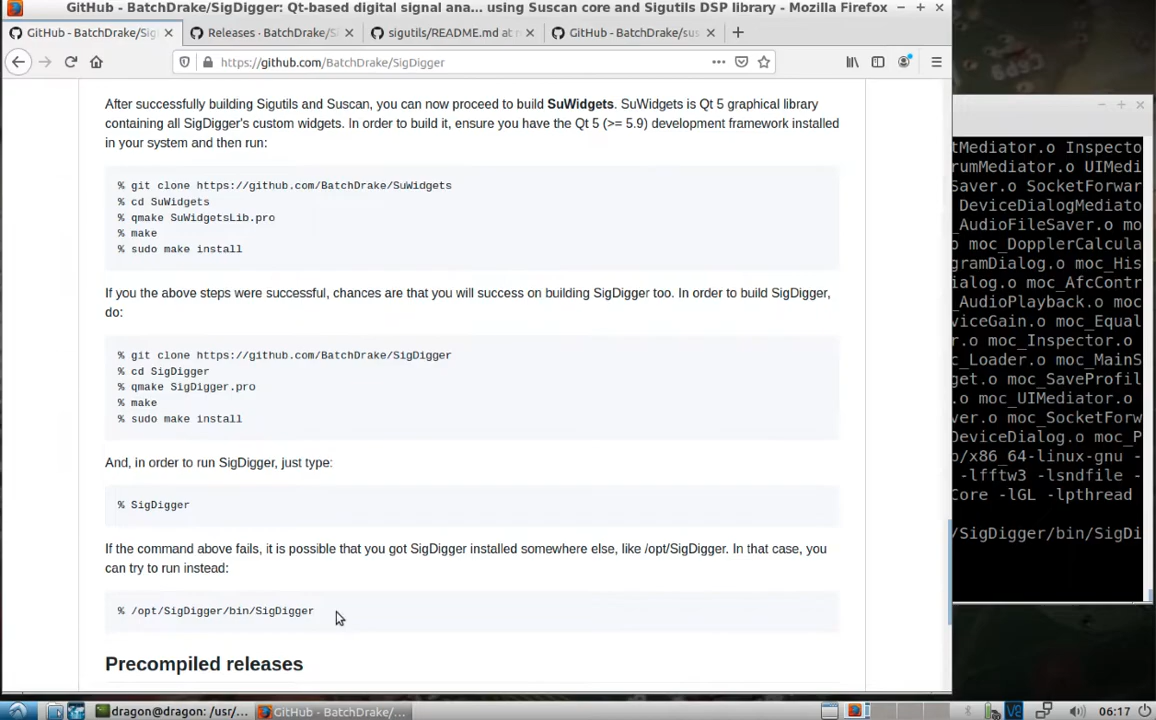 GitHub - BatchDrake/SigDigger: Qt-based digital signal ana... using Suscan core and Sigutils DSP library - Mozilla Firefox
GitHub - BatchDrake/Sig
Releases · BatchDrake/S
sigutils/README.md at
GitHub - BatchDrake/sus
https://github.com/BatchDrake/SigDigger
After successfully building Sigutils and Suscan, you can now proceed to build SuWidgets. SuWidgets is Qt 5 graphical library
containing all SigDigger's custom widgets. In order to build it, ensure you have the Qt 5 (>= 5.9) development framework installed
in your system and then run:
% git clone https://github.com/BatchDrake/SuWidgets
% cd SuWidgets
% qmake SuWidgetsLib.pro
% make
% sudo make install
If you the above steps were successful, chances are that you will success on building SigDigger too. In order to build SigDigger,
do:
% git clone https://github.com/BatchDrake/SigDigger
% cd SigDigger
% qmake SigDigger.pro
% make
% sudo make install
And, in order to run SigDigger, just type:
% SigDigger
If the command above fails, it is possible that you got SigDigger installed somewhere else, like /opt/SigDigger. In that case, you
can try to run instead:
% /opt/SigDigger/bin/SigDigger
Precompiled releases
tMediator.o Inspecto
rumMediator.o UIMedi
Saver.o SocketForwar
DeviceDialogMediato
_AudioFileSaver.o mo
o moc_DopplerCalcula
gramDialog.o moc_His
ialog.o moc_AfcContr
_AudioPlayback.o moc
viceGain.o moc_Equal
r.o moc_Inspector.o
c_Loader.o moc_MainS
get.o moc_SaveProfil
.o moc_UIMediator.o
ver.o moc_SocketForw
DeviceDialog.o moc_P
b/x86_64-linux-gnu -
-lfftw3 -lsndfile -
Core -lGL -lpthread
/SigDigger/bin/SigDi
dragon@dragon: /usr/...
GitHub - BatchDrake/...
06:17